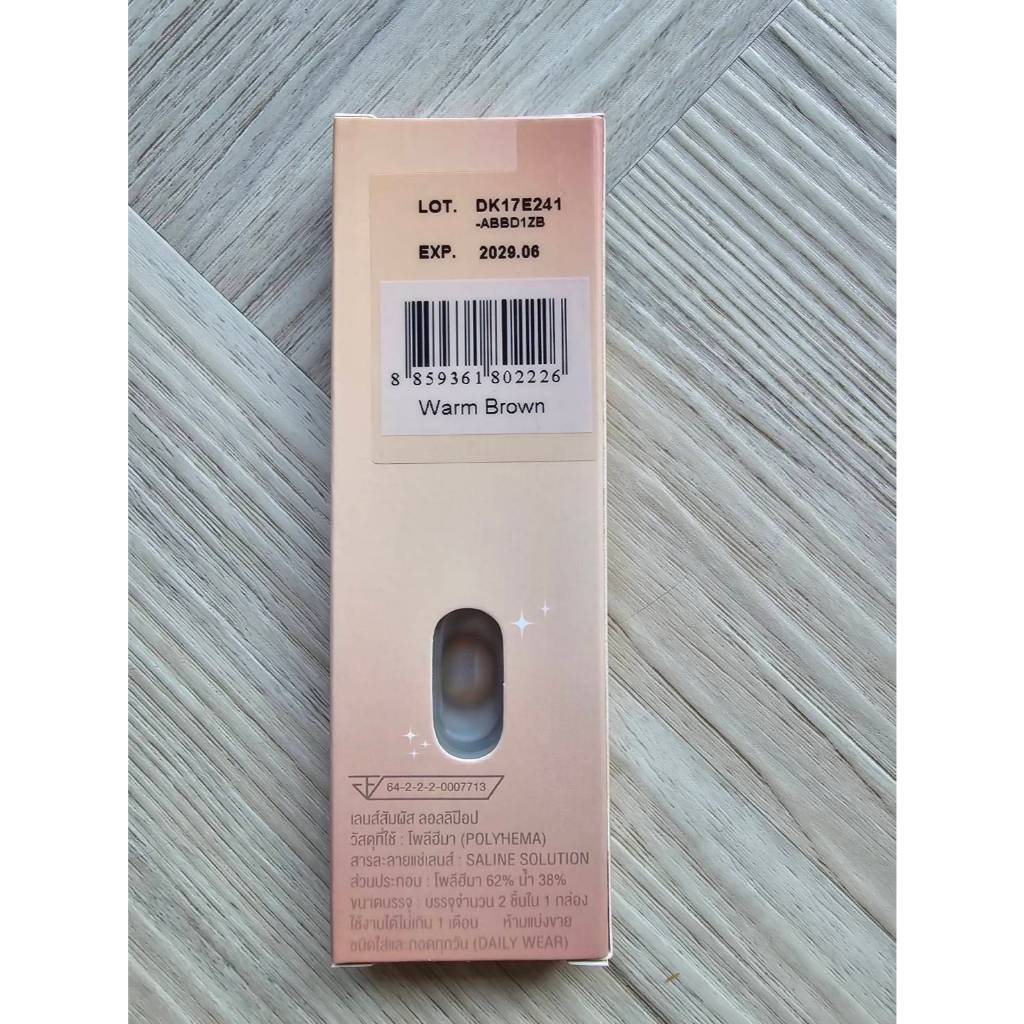 LOT. DK17E241
-ABBD1ZB
EXP. 2029.06
8 859361 802226
Warm Brown
64-2-2-2-0007713
เลนส์สัมผัส ลอลลิป๊อป
วัสดุที่ใช้ : โพลีฮีมา (POLYHEMA)
สารละลายแช่เลนส์ : SALINE SOLUTION
ส่วนประกอบ : โพลีฮีมา 62% น้ำ 38%
ขนาดบรรจุ : บรรจุจำนวน 2 ชิ้นใน 1 กล่อง
ใช้งานได้ไม่เกิน 1 เดือน ห้ามแบ่งขาย
ชนิดใส่และถอดทุกวัน (DAILY WEAR)